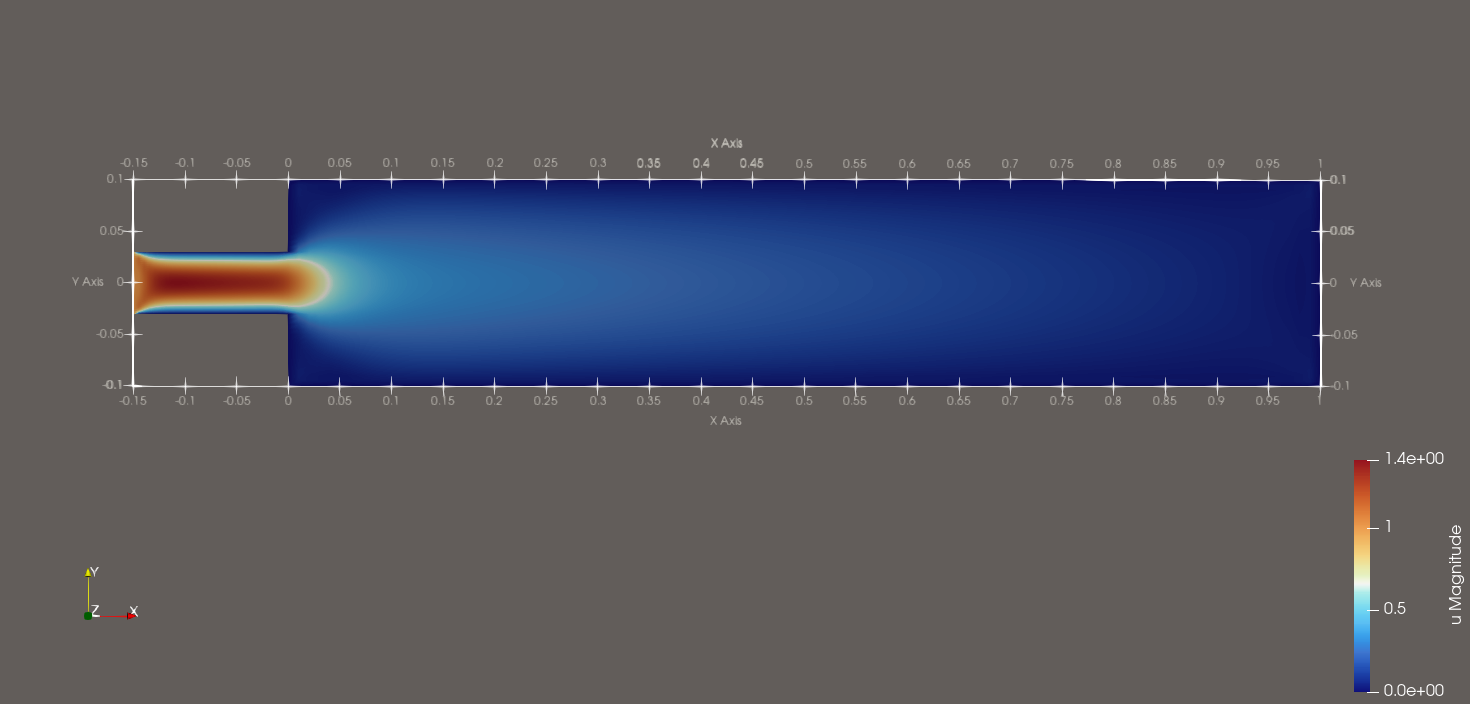 X Axis
-0.15 -0.1 -0.05 0 0.05 0.1 0.15 0.2 0.25 0.3 0.35 0.4 0.45 0.5 0.55 0.6 0.65 0.7 0.75 0.8 0.85 0.9 0.95 1
0.1 0.1
0.05 0.05
Y Axis 0 0 Y Axis
-0.05 -0.05
-0.1 -0.1
-0.15 -0.1 -0.05 0 0.05 0.1 0.15 0.2 0.25 0.3 0.35 0.4 0.45 0.5 0.55 0.6 0.65 0.7 0.75 0.8 0.85 0.9 0.95 1
X Axis
1.4e+00
1
0.5
0.0e+00
u Magnitude
Y
Z X